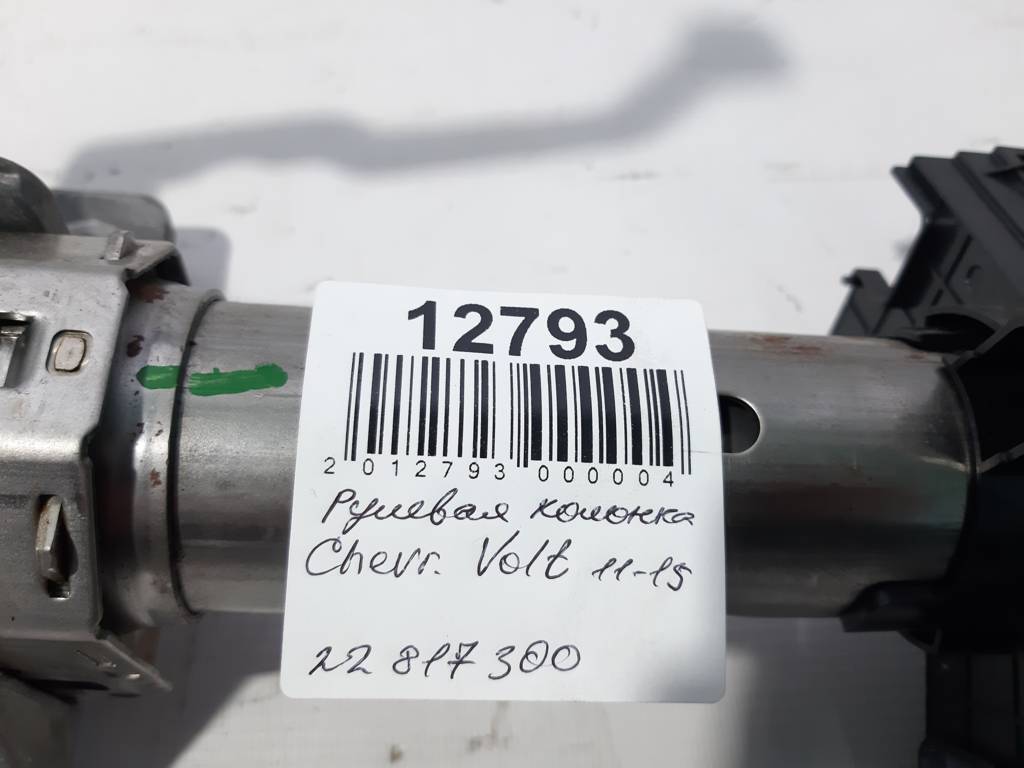 12793
2 012793 000004
Рулевая колонка
Chevr. Volt 11-15
22 817 300